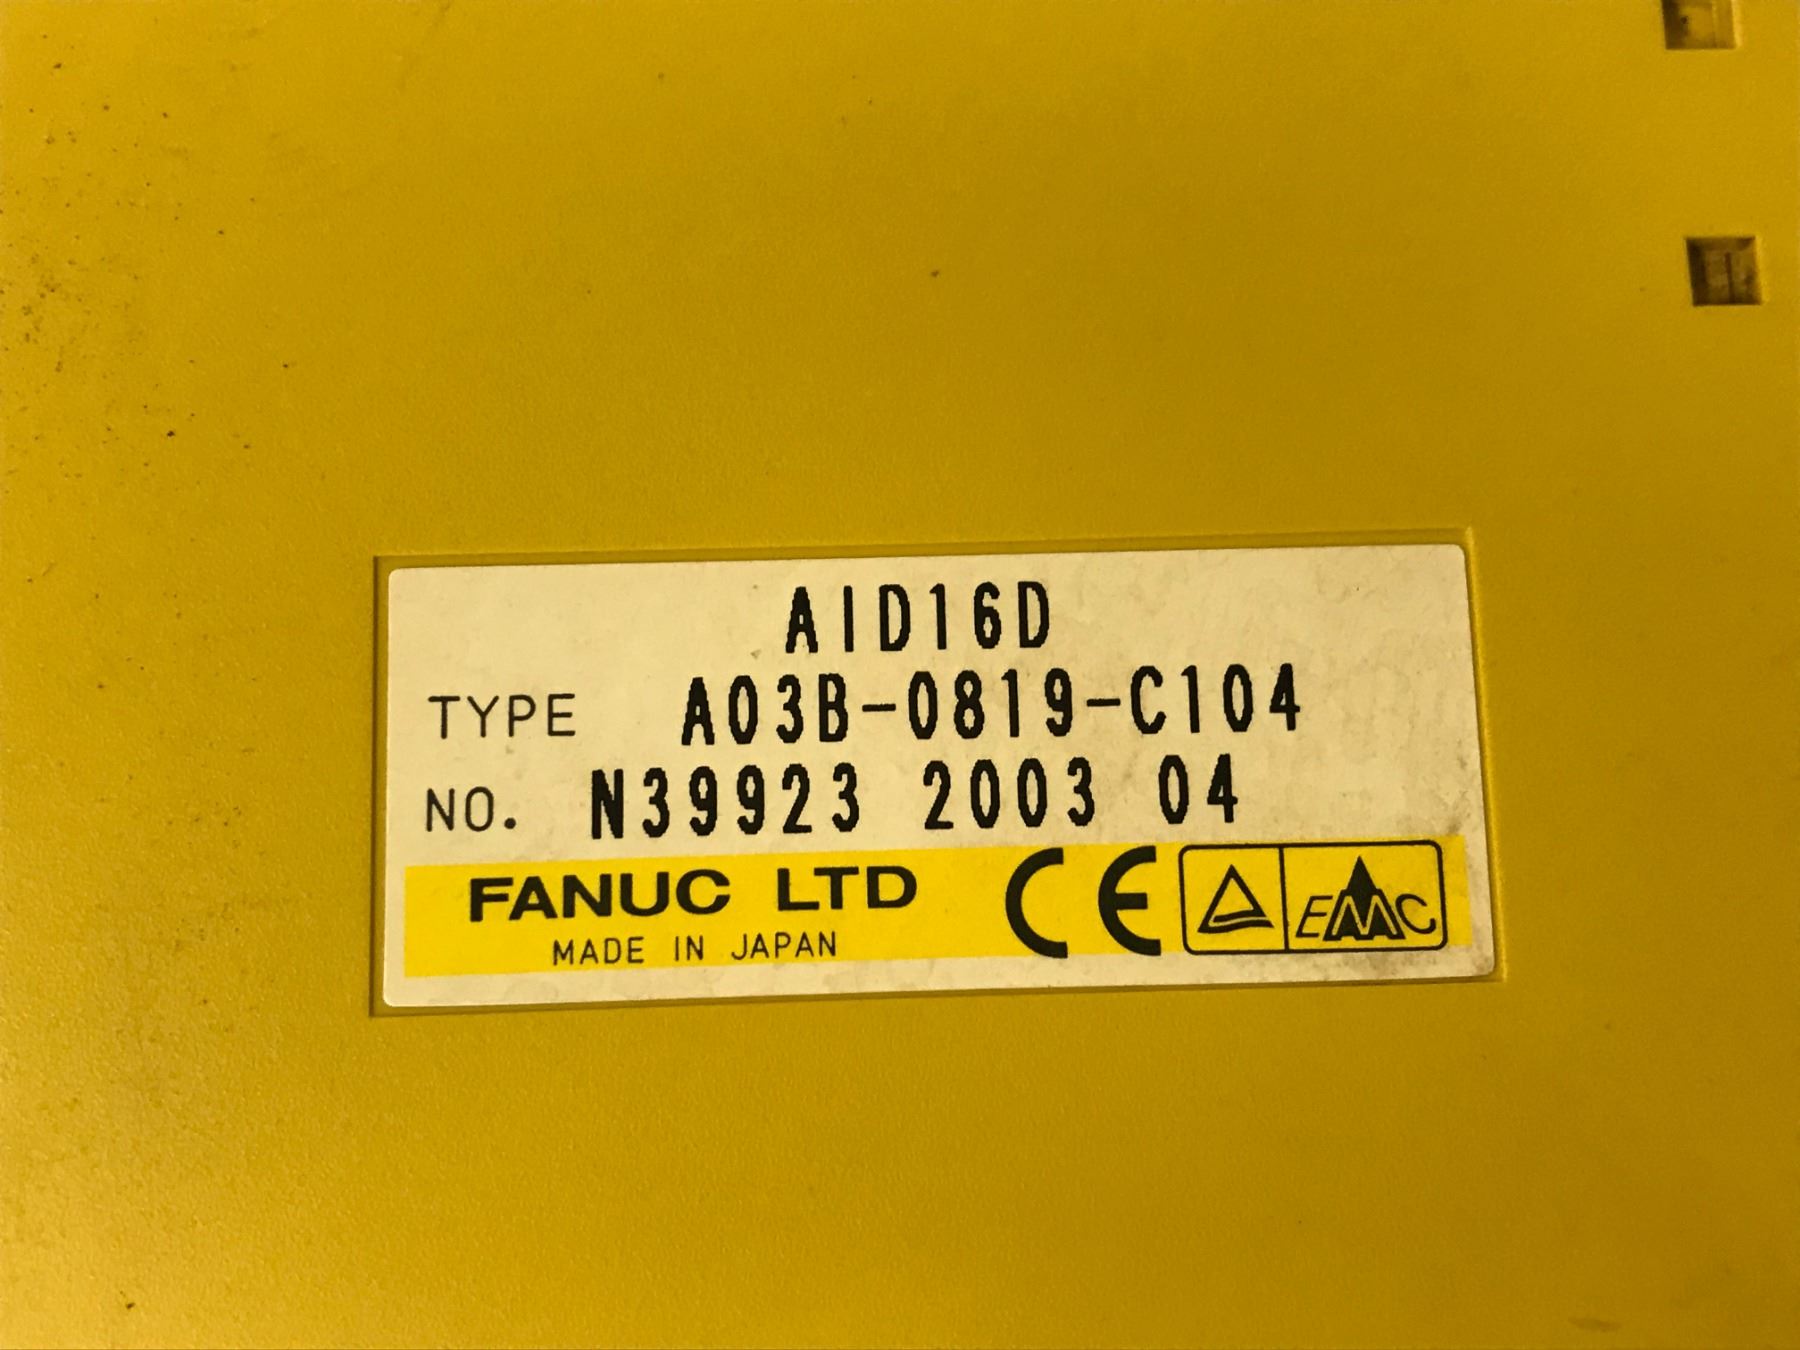 AID16D
TYPE A03B-0819-C104
NO. N39923 2003 04
FANUC LTD
MADE IN JAPAN
CE
EMC